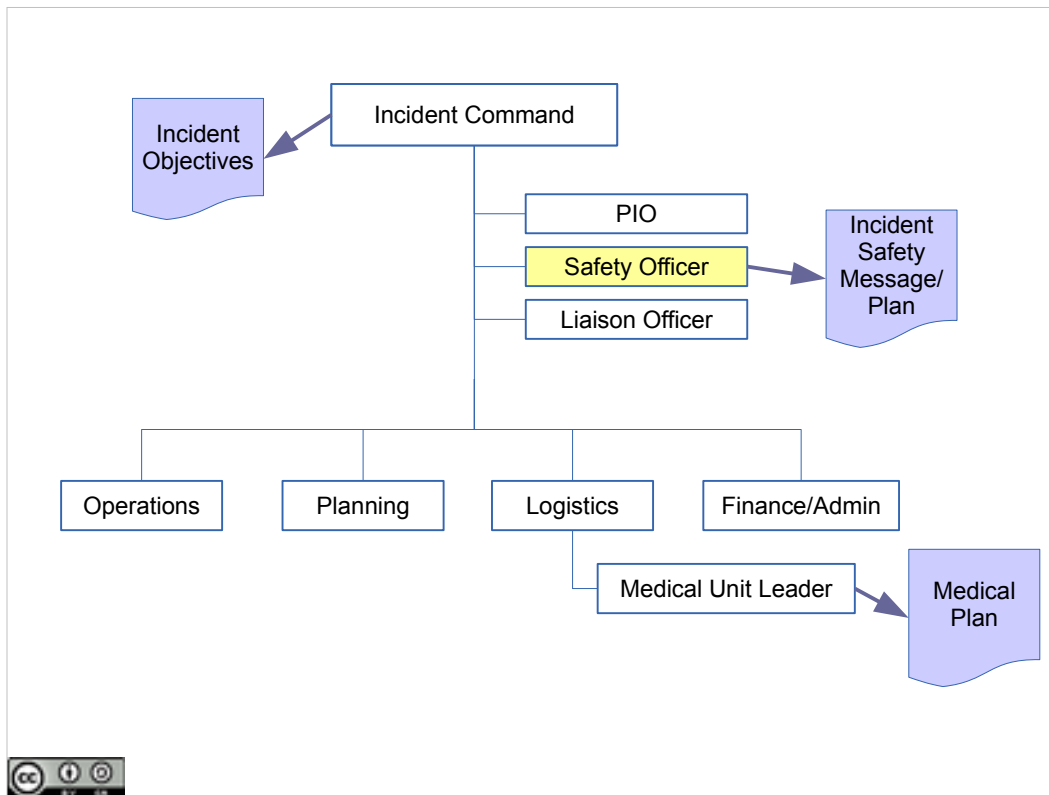 Incident Command
Incident
Objectives
PIO
Safety Officer
Liaison Officer
Incident
Safety
Message/
Plan
Operations
Planning
Logistics
Finance/Admin
Medical Unit Leader
Medical
Plan
cc